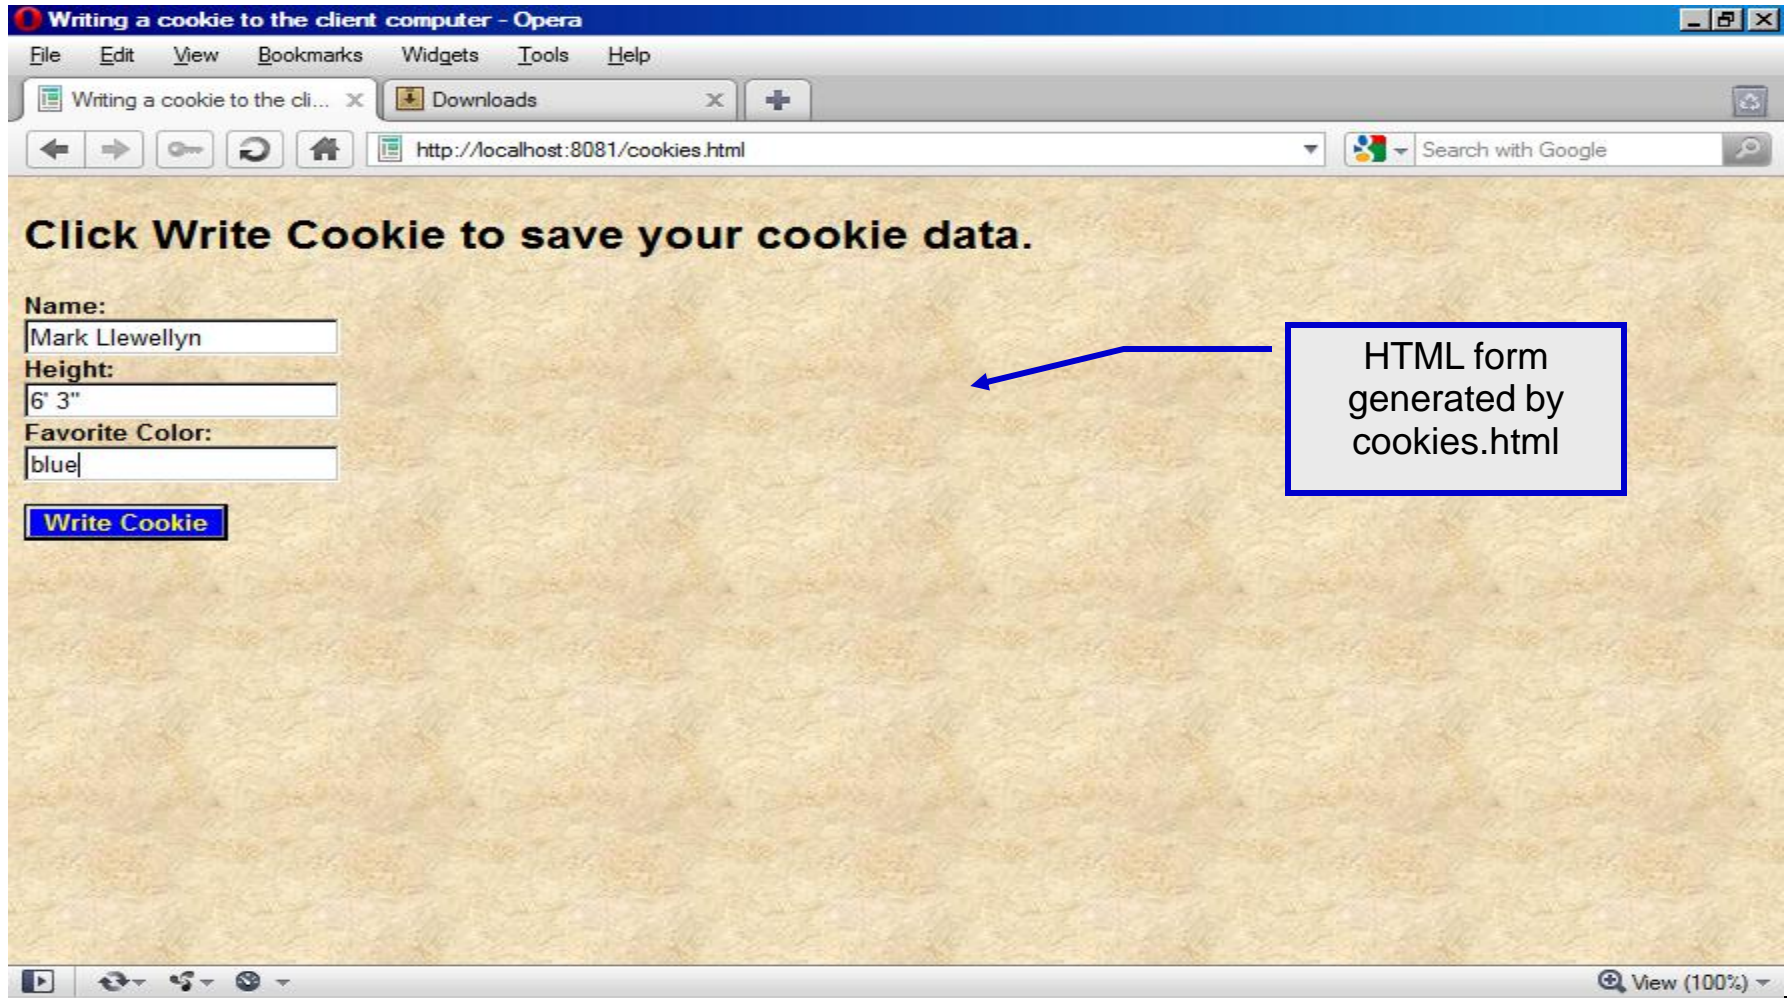 Writing a cookie to the client computer - Opera
File Edit View Bookmarks Widgets Tools Help
Writing a cookie to the cli... Downloads
http://localhost:8081/cookies.html Search with Google
Click Write Cookie to save your cookie data.
Name:
Mark Llewellyn
Height:
6' 3"
Favorite Color:
blue
Write Cookie
HTML form
generated by
cookies.html
View (100%)